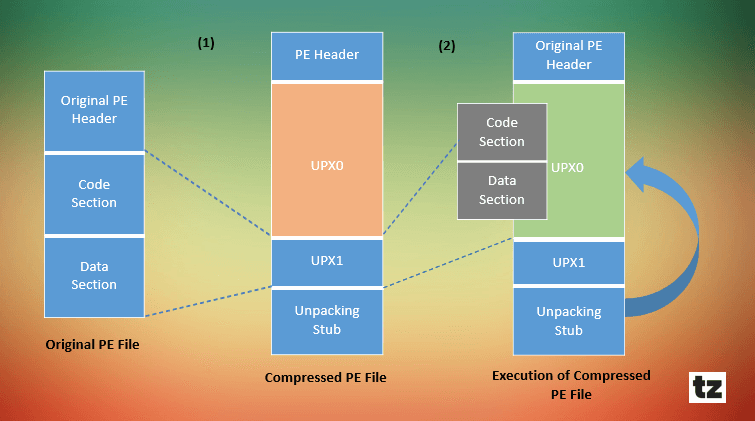 (1)
(2)
Original PE
Header
Code
Section
Data
Section
Original PE File
PE Header
UPX0
UPX1
Unpacking
Stub
Compressed PE File
Original PE
Header
Code
Section
Data
Section
UPX0
UPX1
Unpacking
Stub
Execution of Compressed
PE File
tz